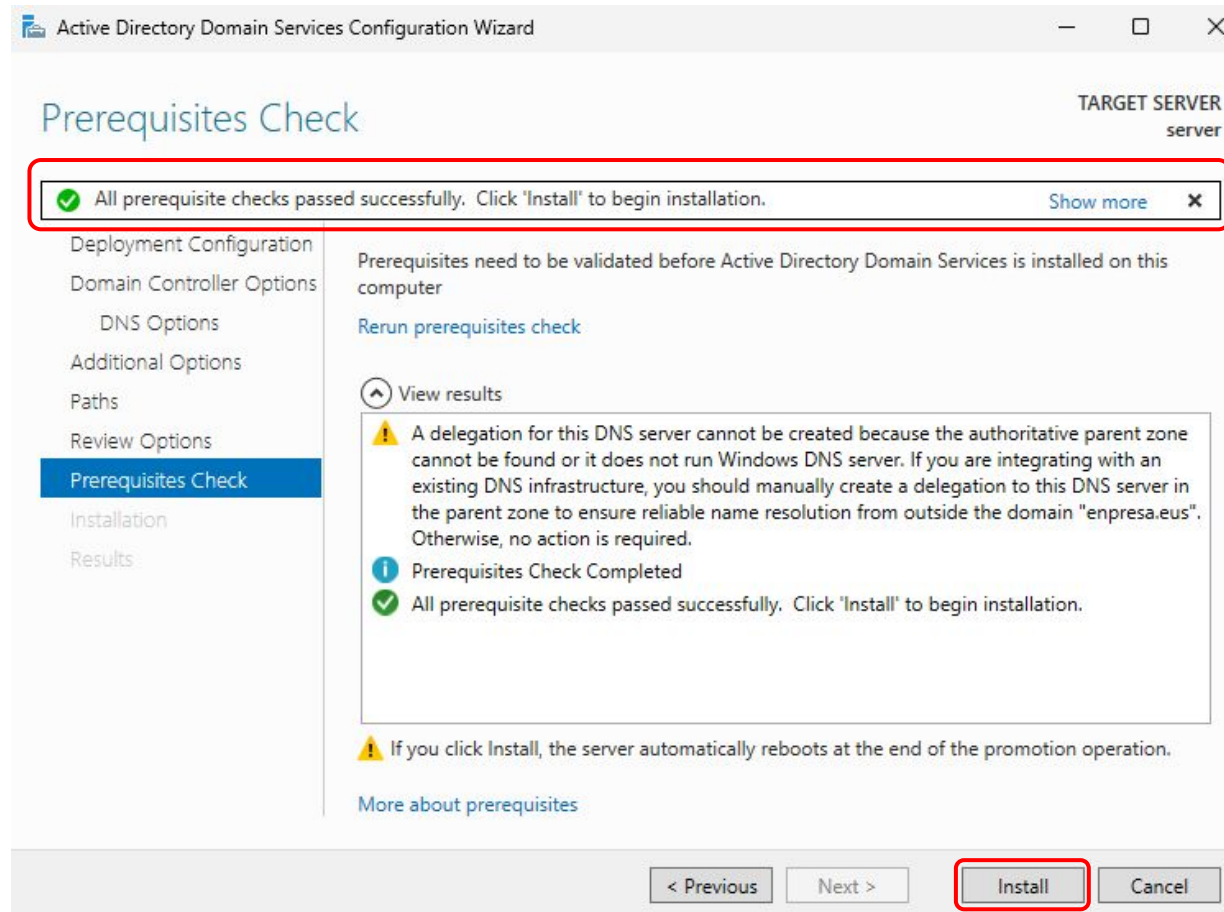 Active Directory Domain Services Configuration Wizard
Prerequisites Check
TARGET SERVER
server
All prerequisite checks passed successfully. Click 'Install' to begin installation.
Show more
Deployment Configuration
Domain Controller Options
DNS Options
Additional Options
Paths
Review Options
Prerequisites Check
Installation
Results
Prerequisites need to be validated before Active Directory Domain Services is installed on this
computer
Rerun prerequisites check
View results
A delegation for this DNS server cannot be created because the authoritative parent zone
cannot be found or it does not run Windows DNS server. If you are integrating with an
existing DNS infrastructure, you should manually create a delegation to this DNS server in
the parent zone to ensure reliable name resolution from outside the domain "enpresa.eus".
Otherwise, no action is required.
Prerequisites Check Completed
All prerequisite checks passed successfully. Click 'Install' to begin installation.
If you click Install, the server automatically reboots at the end of the promotion operation.
More about prerequisites
< Previous
Next >
Install
Cancel